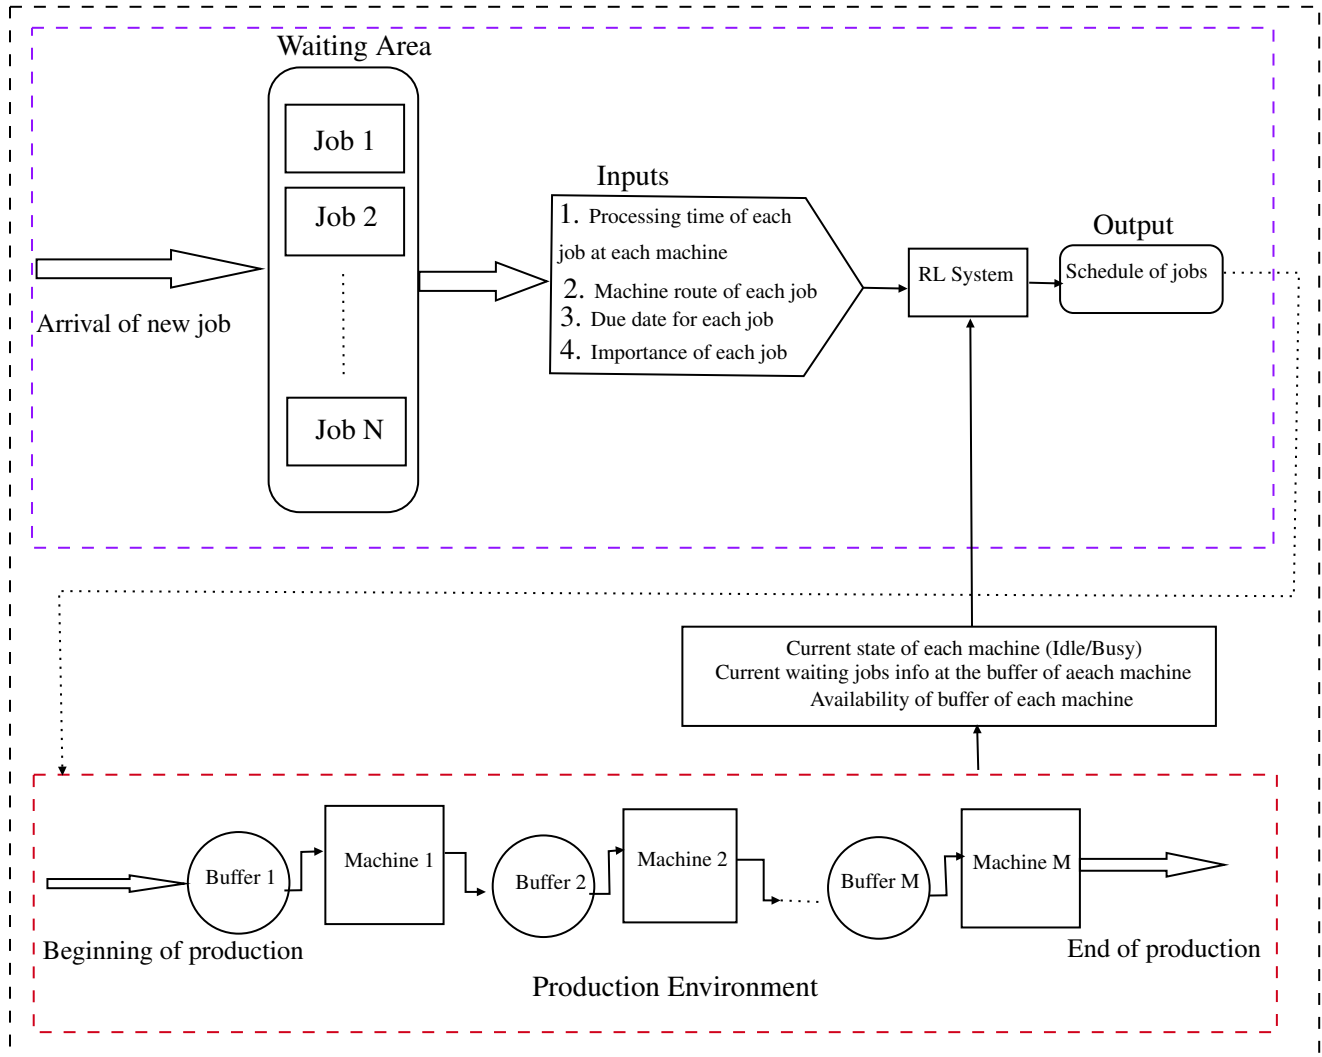 Waiting Area
Job 1
Job 2
Job N
Arrival of new job
Inputs
1. Processing time of each
job at each machine
2. Machine route of each job
3. Due date for each job
4. Importance of each job
RL System
Output
Schedule of jobs
Current state of each machine (Idle/Busy)
Current waiting jobs info at the buffer of aeach machine
Availability of buffer of each machine
Buffer 1
Machine 1
Buffer 2
Machine 2
Buffer M
Machine M
Beginning of production
End of production
Production Environment